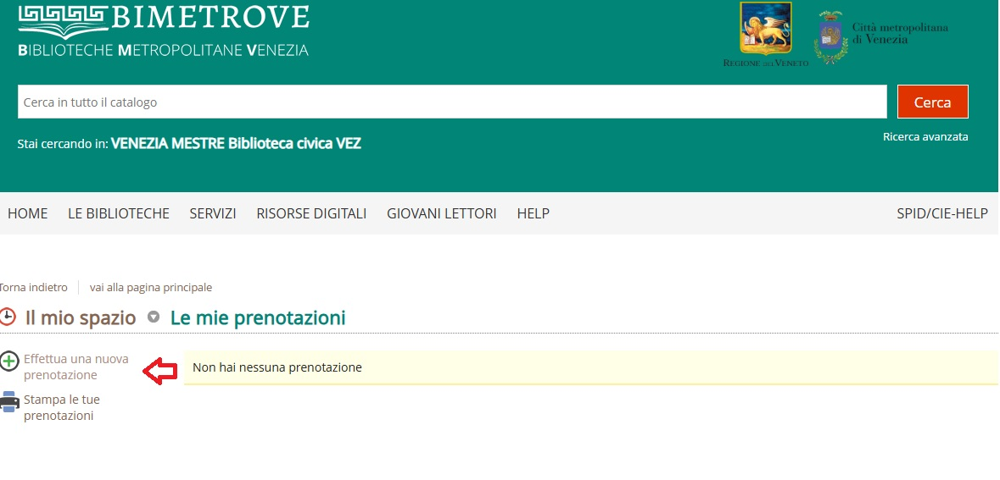 BIMETROVE
BIBLIOTECHE METROPOLITANE VENEZIA
REGIONE DEL VENETO
Città metropolitana
di Venezia
Cerca in tutto il catalogo
Cerca
Stai cercando in: VENEZIA MESTRE Biblioteca civica VEZ
Ricerca avanzata
HOME LE BIBLIOTECHE SERVIZI RISORSE DIGITALI GIOVANI LETTORI HELP SPID/CIE-HELP
Torna indietro vai alla pagina principale
Il mio spazio Le mie prenotazioni
Effettua una nuova
prenotazione
Non hai nessuna prenotazione
Stampa le tue
prenotazioni